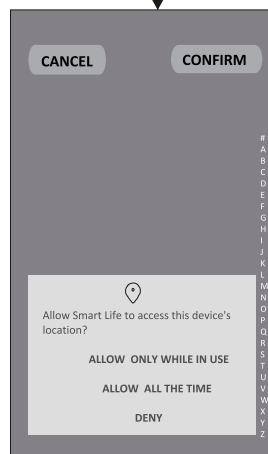 CANCEL
CONFIRM
#
A
B
C
D
E
F
G
H
I
J
K
L
M
N
O
P
Q
R
S
T
U
V
W
X
Y
Z
Allow Smart Life to access this device's
location?
ALLOW ONLY WHILE IN USE
ALLOW ALL THE TIME
DENY